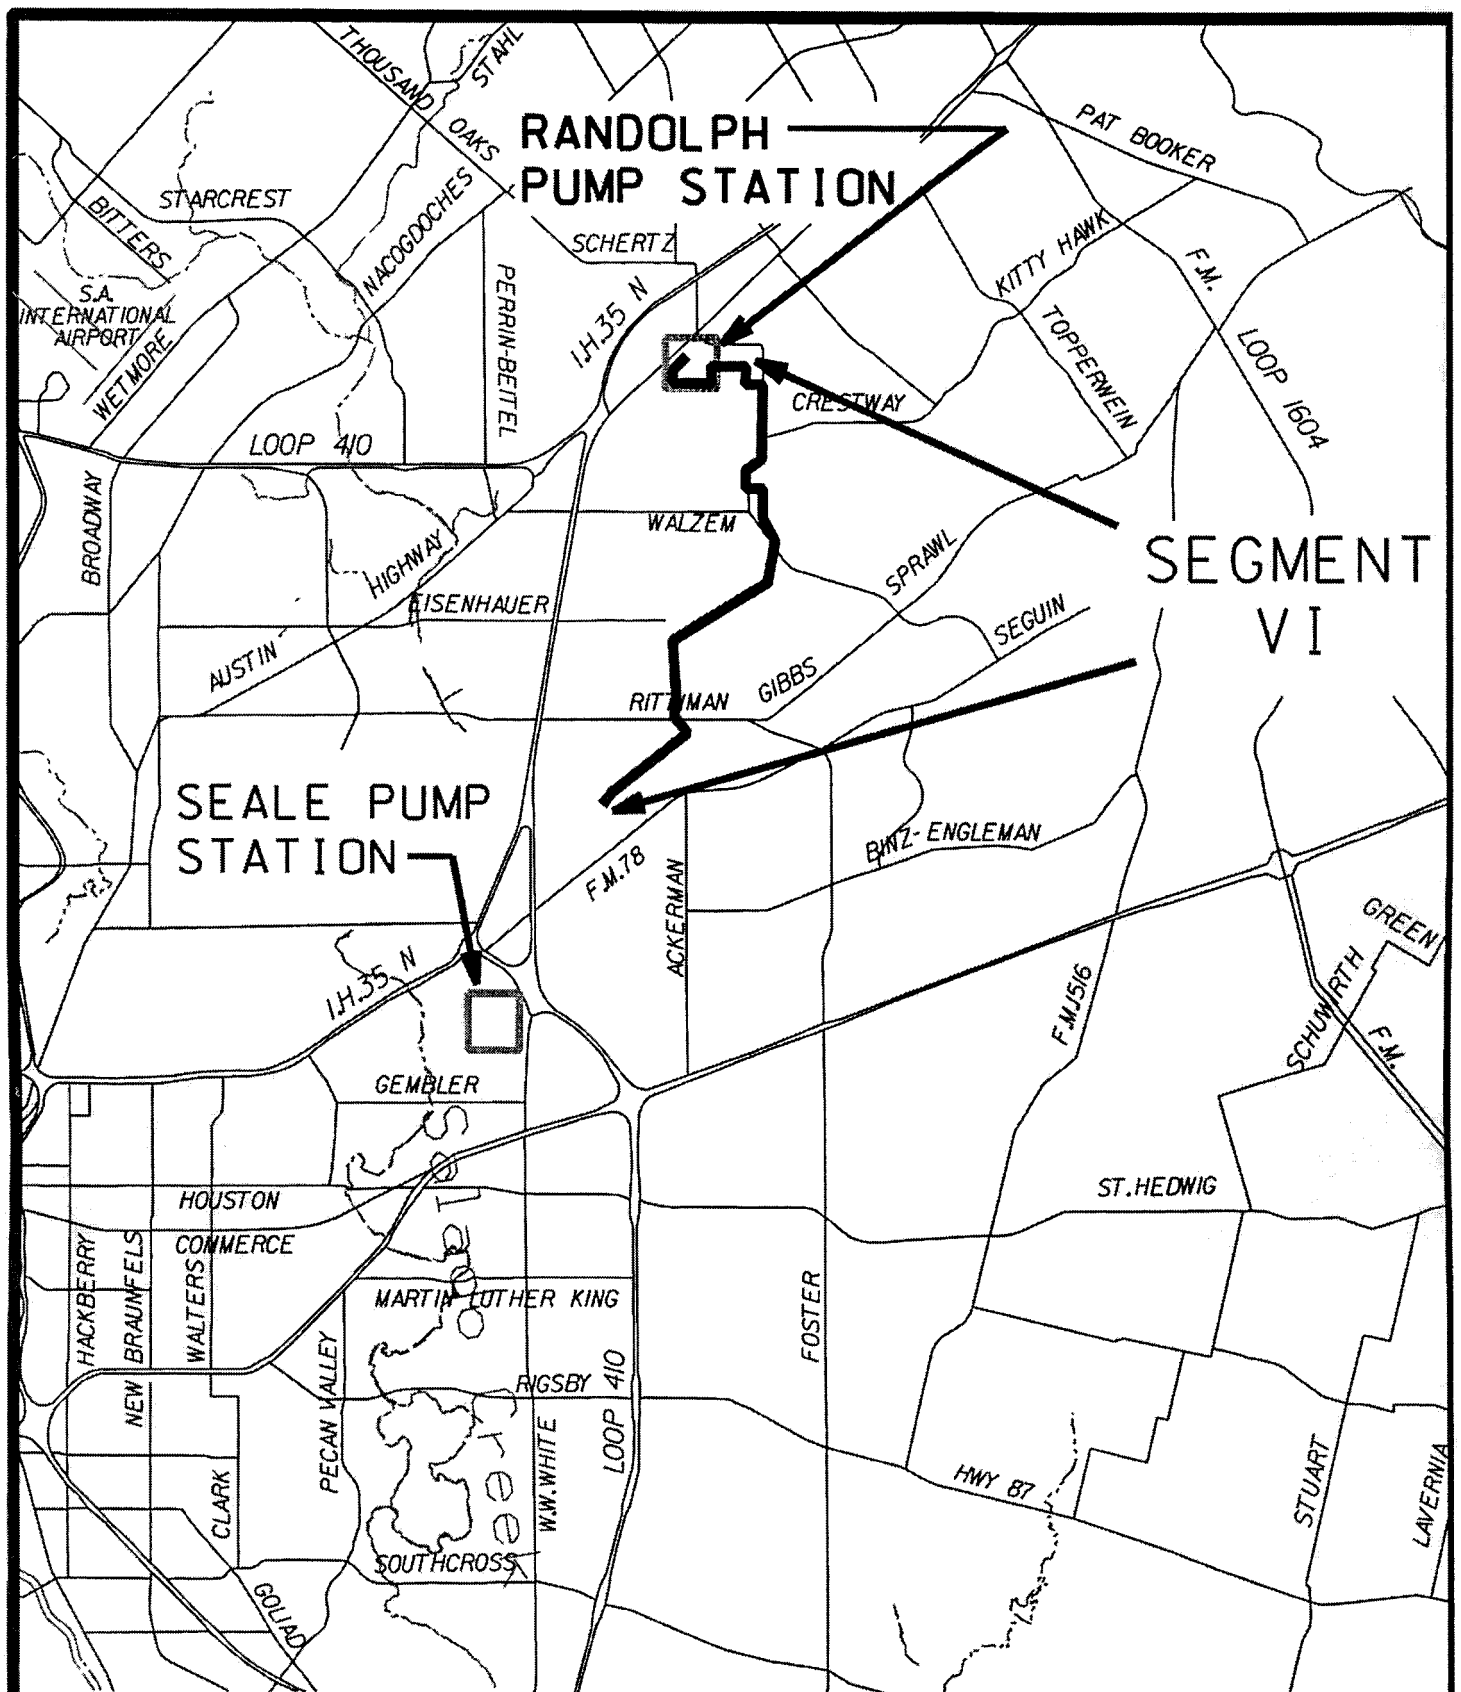 THOUSAND OAKS
STAHL
RANDOLPH
PUMP STATION
PAT BOOKER
STARCREST
BITTERS
NACOGDOCHES
SCHERTZ
KITTY HAWK
F.M.
LOOP 1604
PERRIN-BEITEL
I.H.35 N
S.A.
INTERNATIONAL
AIRPORT
WETMORE
TOPPERWEIN
CRESTWAY
LOOP 410
BROADWAY
WALZEM
AUSTIN HIGHWAY
SEGMENT
VI
EISENHAUER
GIBBS SPRAWL
SEGUIN
RITTIMAN
SEALE PUMP
STATION
BINZ-ENGLEMAN
F.M.78
ACKERMAN
GREEN
SCHUWIRTH
F.M.
I.H.35 N
F.M.1516
GEMBLER
Salado Creek
HOUSTON
ST.HEDWIG
COMMERCE
HACKBERRY
NEW BRAUNFELS
WALTERS
MARTIN LUTHER KING
FOSTER
PECAN VALLEY
RIGSBY
LOOP 410
W.W.WHITE
HWY 87
STUART
LAVERNIA
CLARK
SOUTHCROSS
GOLIAD